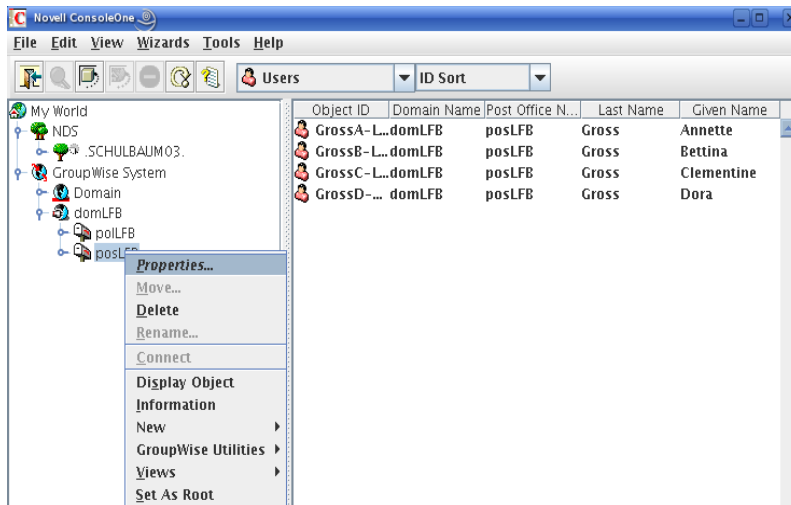 Novell ConsoleOne
File Edit View Wizards Tools Help
Users ID Sort
My World
NDS
.SCHULBAUM03.
GroupWise System
Domain
domLFB
polLFB
posLFB
Object ID Domain Name Post Office N... Last Name Given Name
GrossA-L... domLFB posLFB Gross Annette
GrossB-L... domLFB posLFB Gross Bettina
GrossC-L... domLFB posLFB Gross Clementine
GrossD-... domLFB posLFB Gross Dora
Properties...
Move...
Delete
Rename...
Connect
Display Object
Information
New
GroupWise Utilities
Views
Set As Root